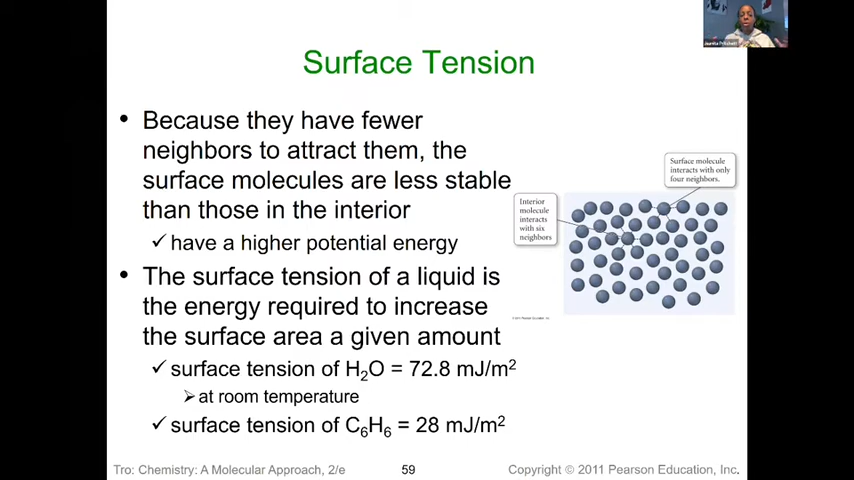 Surface Tension
• Because they have fewer
neighbors to attract them, the
surface molecules are less stable
than those in the interior
✓have a higher potential energy
• The surface tension of a liquid is
the energy required to increase
the surface area a given amount
✓surface tension of H₂O = 72.8 mJ/m²
➢at room temperature
✓surface tension of C₆H₆ = 28 mJ/m²
Surface molecule
interacts with only
four neighbors.
Interior
molecule
interacts
with six
neighbors
Tro: Chemistry: A Molecular Approach, 2/e
59
Copyright © 2011 Pearson Education, Inc.